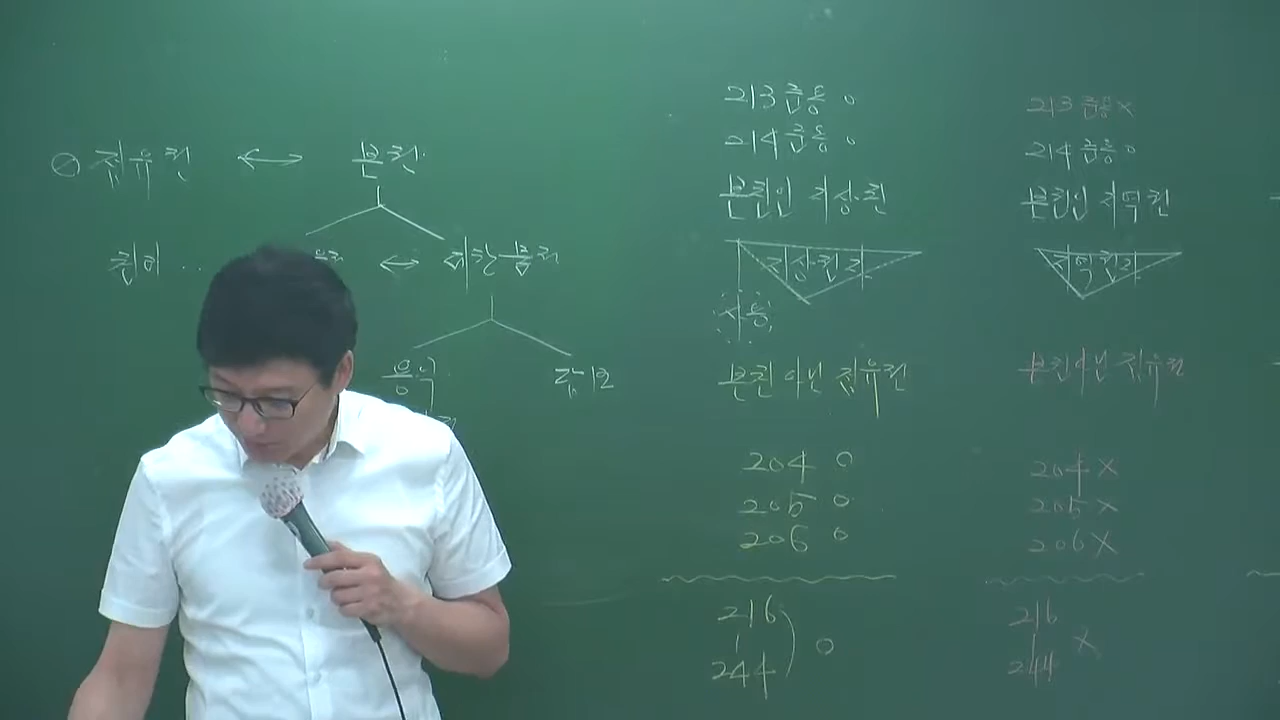 ⊖ 점유권 ↔ 본권
점유 ..
↔ 제한물권
용익
담보
213 준용 o
214 준용 o
본권인 지상권
지상권리
사용
본권 아닌 점유권
204 o
205 o
206 o
216
244
o
213 준용 x
214 준용 o
본권인 지역권
지역권리
본권 아닌 점유권
204 x
205 x
206 x
216
244
x